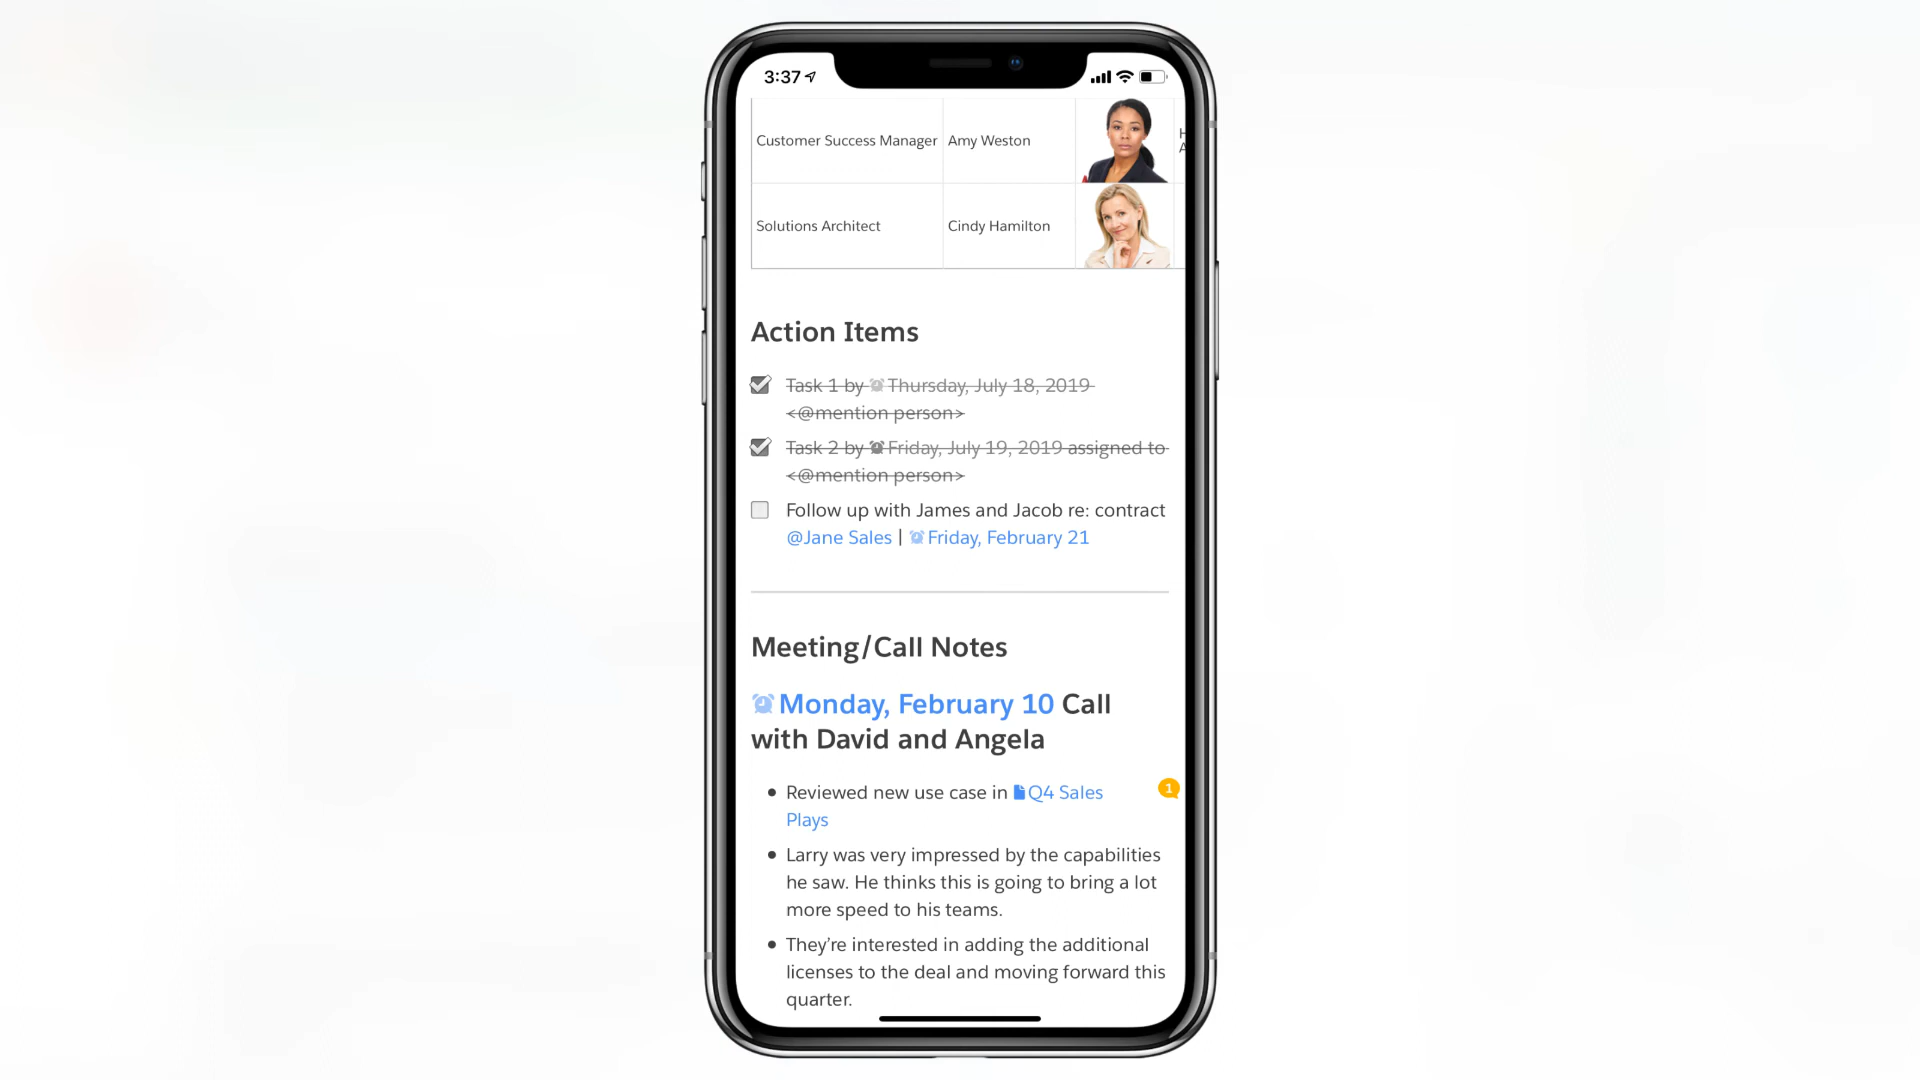 3:37
Customer Success Manager Amy Weston H
A
Solutions Architect Cindy Hamilton
Action Items
Task 1 by Thursday, July 18, 2019
<@mention person>
Task 2 by Friday, July 19, 2019 assigned to
<@mention person>
Follow up with James and Jacob re: contract
@Jane Sales | Friday, February 21
Meeting/Call Notes
Monday, February 10 Call
with David and Angela
Reviewed new use case in Q4 Sales 1
Plays
Larry was very impressed by the capabilities
he saw. He thinks this is going to bring a lot
more speed to his teams.
They’re interested in adding the additional
licenses to the deal and moving forward this
quarter.